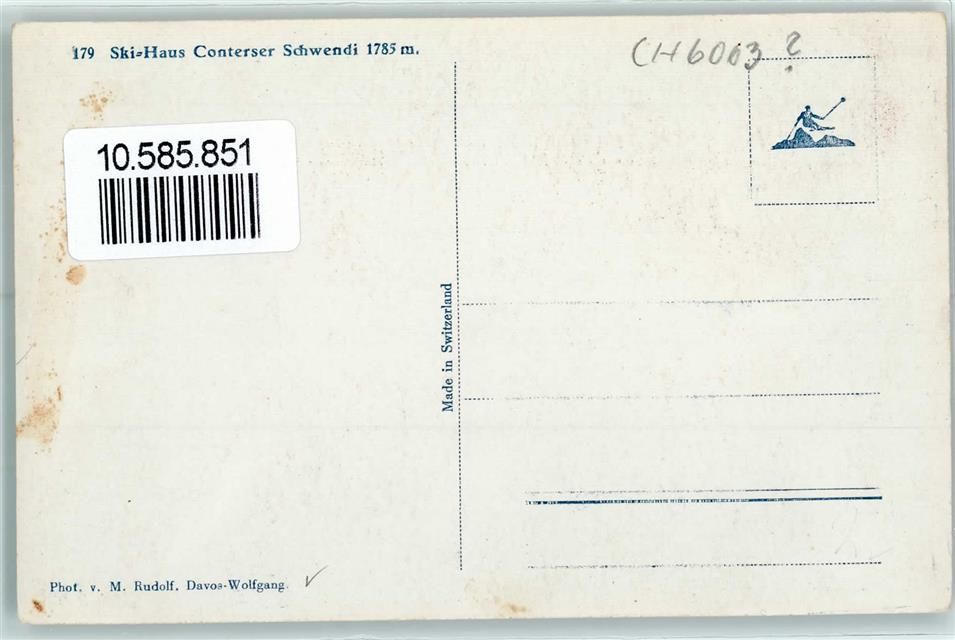 179 Ski=Haus Conterser Schwendi 1785 m.
CH6003?
10.585.851
Made in Switzerland
Phot. v. M. Rudolf. Davos-Wolfgang.